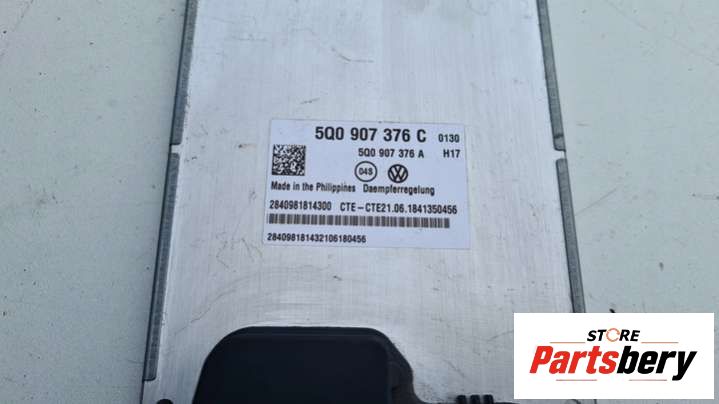 5Q0 907 376 C 0130
5Q0 907 376 A H17
04S
Made in the Philippines Daempferregelung
2840981814300 CTE-CTE21.06.1841350456
284098181432106180456
STORE
Partsbery